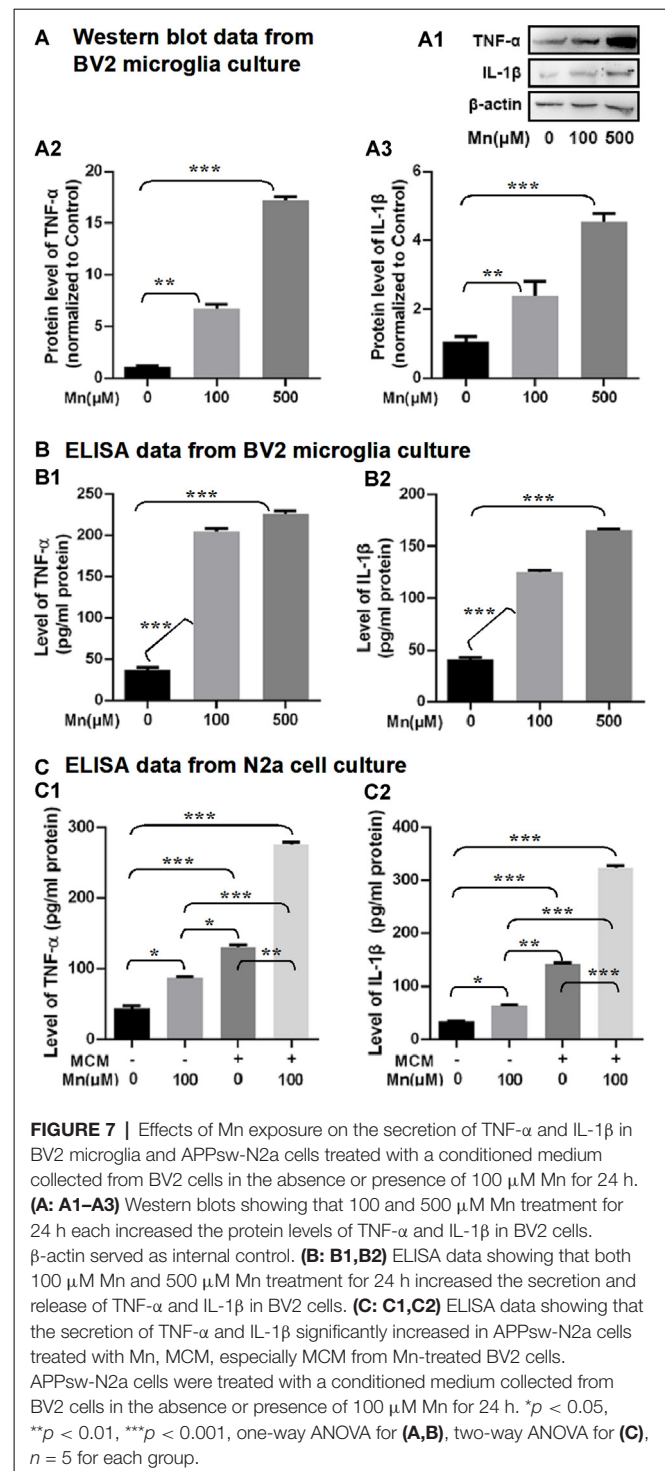 A Western blot data from
BV2 microglia culture
A1
TNF-α
IL-1β
β-actin
Mn(μM) 0 100 500
A2
Protein level of TNF-α
(normalized to Control)
20
15
10
5
0
***
**
Mn(μM) 0 100 500
A3
Protein level of IL-1β
(normalized to Control)
6
4
2
0
***
**
Mn(μM) 0 100 500
B ELISA data from BV2 microglia culture
B1
Level of TNF-α
(pg/ml protein)
250
200
150
100
50
0
***
***
Mn(μM) 0 100 500
B2
Level of IL-1β
(pg/ml protein)
200
150
100
50
0
***
***
Mn(μM) 0 100 500
C ELISA data from N2a cell culture
C1
Level of TNF-α (pg/ml protein)
300
200
100
0
***
***
***
*
*
**
MCM - - + +
Mn(μM) 0 100 0 100
C2
Level of IL-1β (pg/ml protein)
400
300
200
100
0
***
***
***
**
*
***
MCM - - + +
Mn(μM) 0 100 0 100
FIGURE 7 | Effects of Mn exposure on the secretion of TNF-α and IL-1β in
BV2 microglia and APPsw-N2a cells treated with a conditioned medium
collected from BV2 cells in the absence or presence of 100 μM Mn for 24 h.
(A: A1–A3) Western blots showing that 100 and 500 μM Mn treatment for
24 h each increased the protein levels of TNF-α and IL-1β in BV2 cells.
β-actin served as internal control. (B: B1,B2) ELISA data showing that both
100 μM Mn and 500 μM Mn treatment for 24 h increased the secretion and
release of TNF-α and IL-1β in BV2 cells. (C: C1,C2) ELISA data showing that
the secretion of TNF-α and IL-1β significantly increased in APPsw-N2a cells
treated with Mn, MCM, especially MCM from Mn-treated BV2 cells.
APPsw-N2a cells were treated with a conditioned medium collected from
BV2 cells in the absence or presence of 100 μM Mn for 24 h. *p < 0.05,
**p < 0.01, ***p < 0.001, one-way ANOVA for (A,B), two-way ANOVA for (C),
n = 5 for each group.